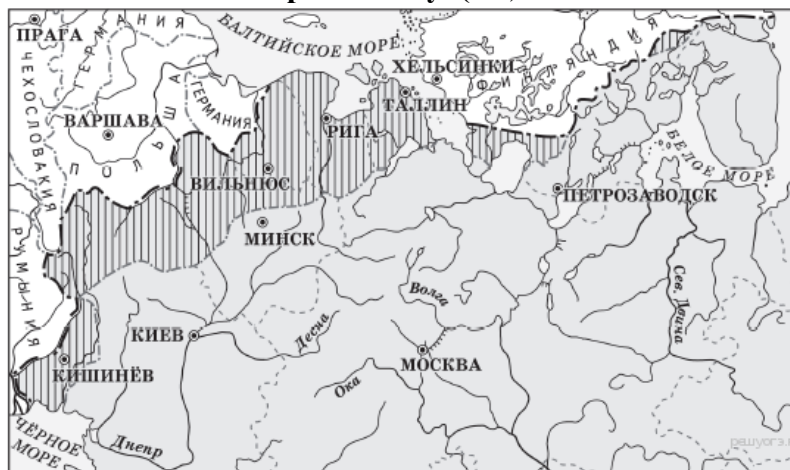 ПРАГА
ГЕРМАНИЯ
БАЛТИЙСКОЕ МОРЕ
ХЕЛЬСИНКИ
ФИНЛЯНДИЯ
ЧЕХОСЛОВАКИЯ
ВАРШАВА
ПОЛЬША
ГЕРМАНИЯ
ТАЛЛИН
РИГА
ВИЛЬНЮС
БЕЛОЕ МОРЕ
ПЕТРОЗАВОДСК
МИНСК
РУМЫНИЯ
Волга
Сев. Двина
КИЕВ
Десна
МОСКВА
КИШИНЁВ
Ока
ЧЁРНОЕ
МОРЕ
Днепр